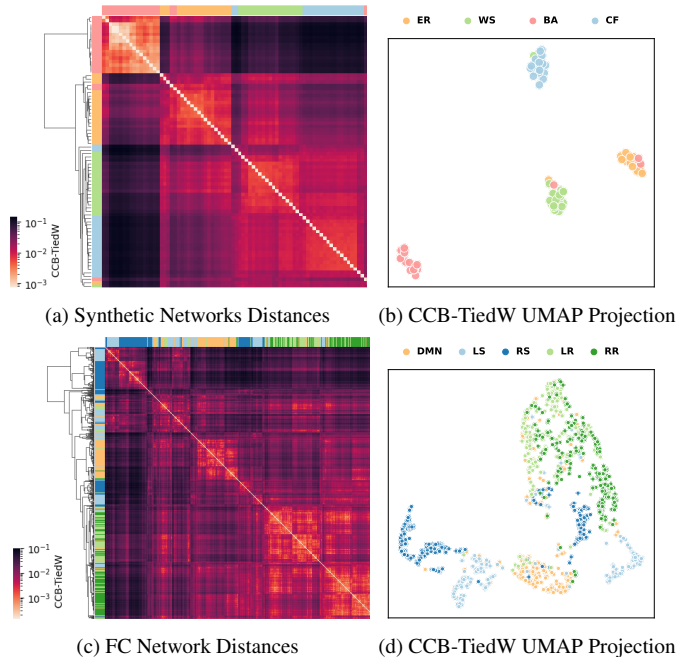 ER WS BA CF
10⁻¹
10⁻²
10⁻³
CCB-TiedW
(a) Synthetic Networks Distances
(b) CCB-TiedW UMAP Projection
DMN LS RS LR RR
10⁻¹
10⁻²
10⁻³
CCB-TiedW
(c) FC Network Distances
(d) CCB-TiedW UMAP Projection